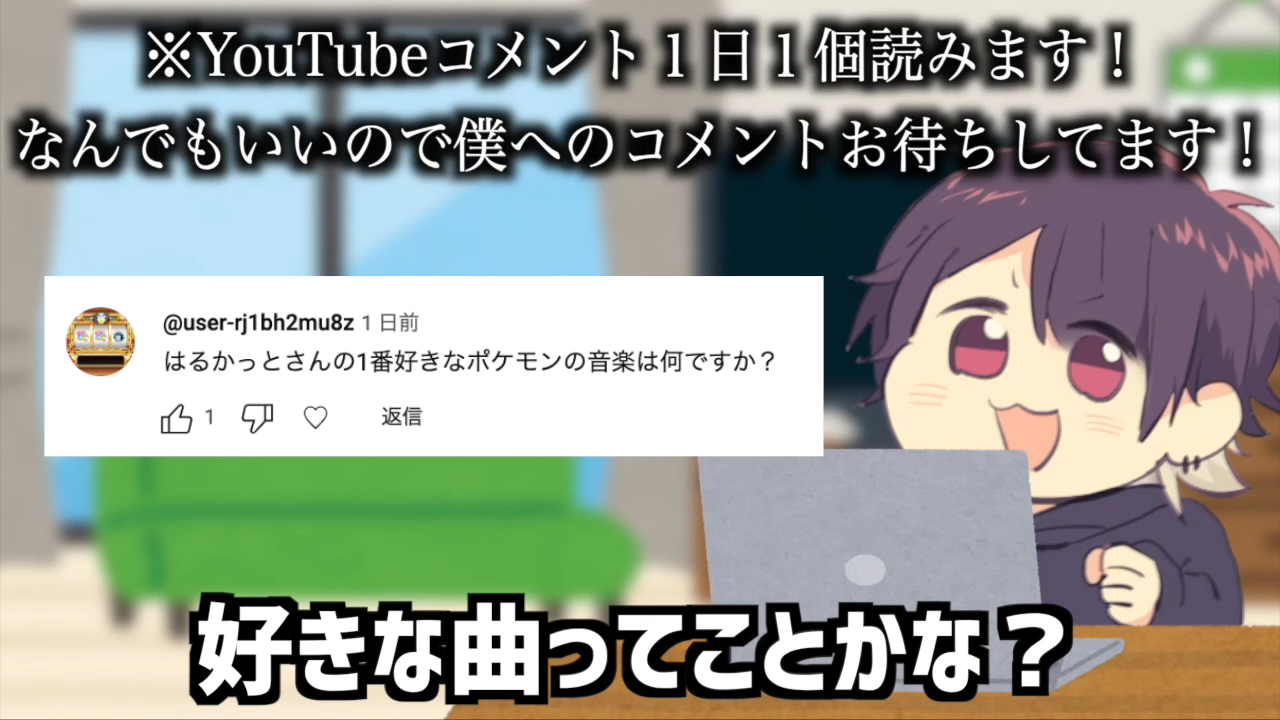 ※YouTubeコメント１日１個読みます！
なんでもいいので僕へのコメントお待ちしてます！
@user-rj1bh2mu8z 1 日前
はるかっとさんの1番好きなポケモンの音楽は何ですか？
1 返信
好きな曲ってことかな？